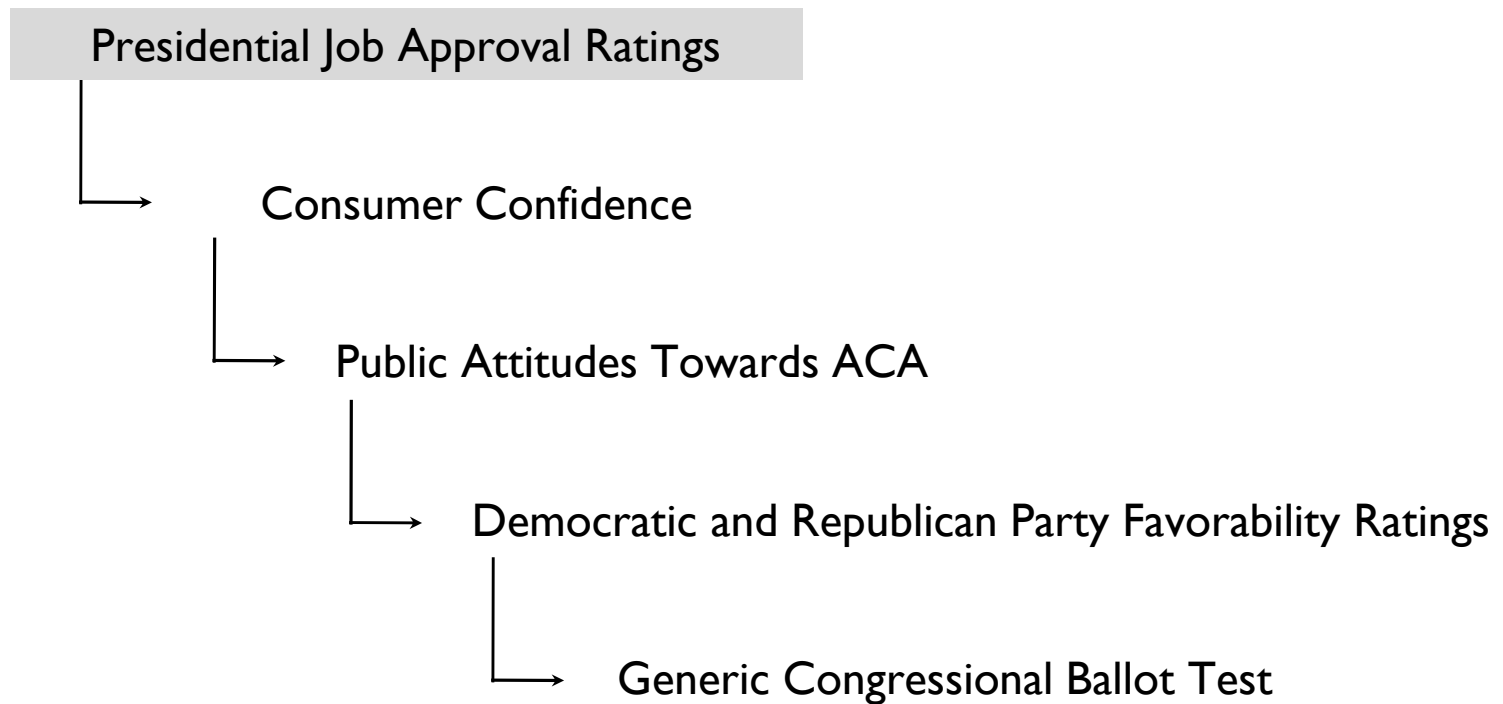 Presidential Job Approval Ratings
Consumer Confidence
Public Attitudes Towards ACA
Democratic and Republican Party Favorability Ratings
Generic Congressional Ballot Test